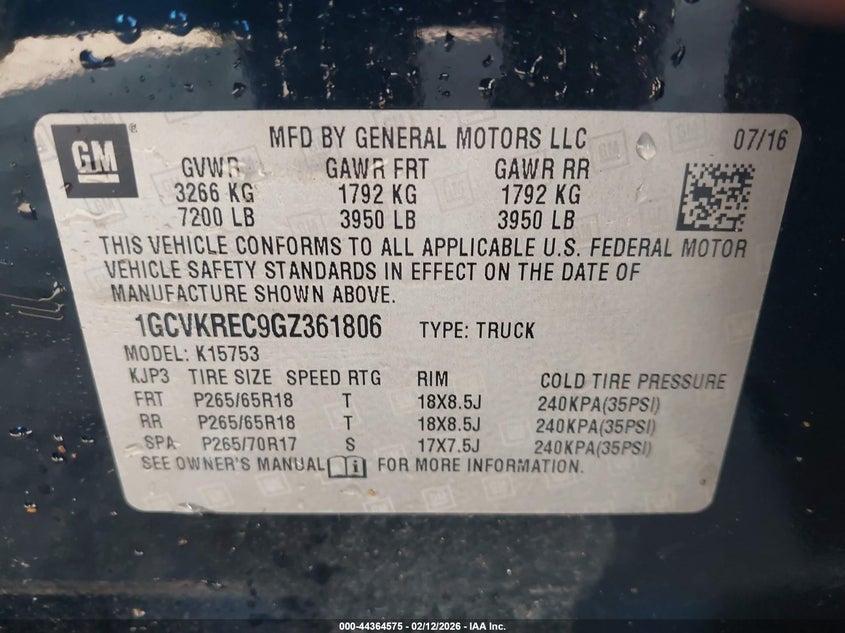 GM
®
MFD BY GENERAL MOTORS LLC 07/16
GVWR GAWR FRT GAWR RR
3266 KG 1792 KG 1792 KG
7200 LB 3950 LB 3950 LB
THIS VEHICLE CONFORMS TO ALL APPLICABLE U.S. FEDERAL MOTOR
VEHICLE SAFETY STANDARDS IN EFFECT ON THE DATE OF
MANUFACTURE SHOWN ABOVE.
1GCVKREC9GZ361806 TYPE: TRUCK
MODEL: K15753
KJP3 TIRE SIZE SPEED RTG RIM COLD TIRE PRESSURE
FRT P265/65R18 T 18X8.5J 240KPA(35PSI)
RR P265/65R18 T 18X8.5J 240KPA(35PSI)
SPA P265/70R17 S 17X7.5J 240KPA(35PSI)
SEE OWNER'S MANUAL i FOR MORE INFORMATION.
000-44364575 — 02/12/2026 — IAA Inc.